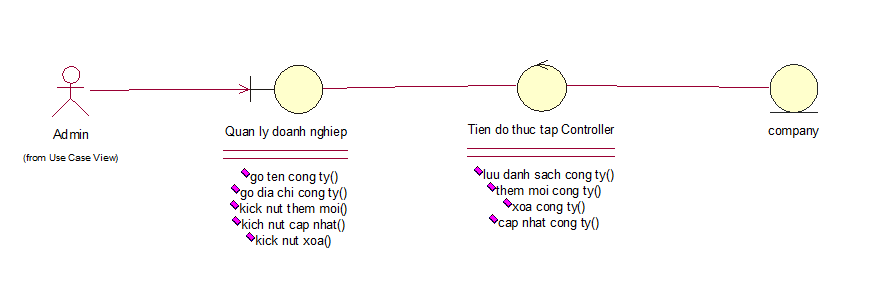 Admin
(from Use Case View)
Quan ly doanh nghiep
go ten cong ty()
go dia chi cong ty()
kick nut them moi()
kich nut cap nhat()
kick nut xoa()
Tien do thuc tap Controller
luu danh sach cong ty()
them moi cong ty()
xoa cong ty()
cap nhat cong ty()
company